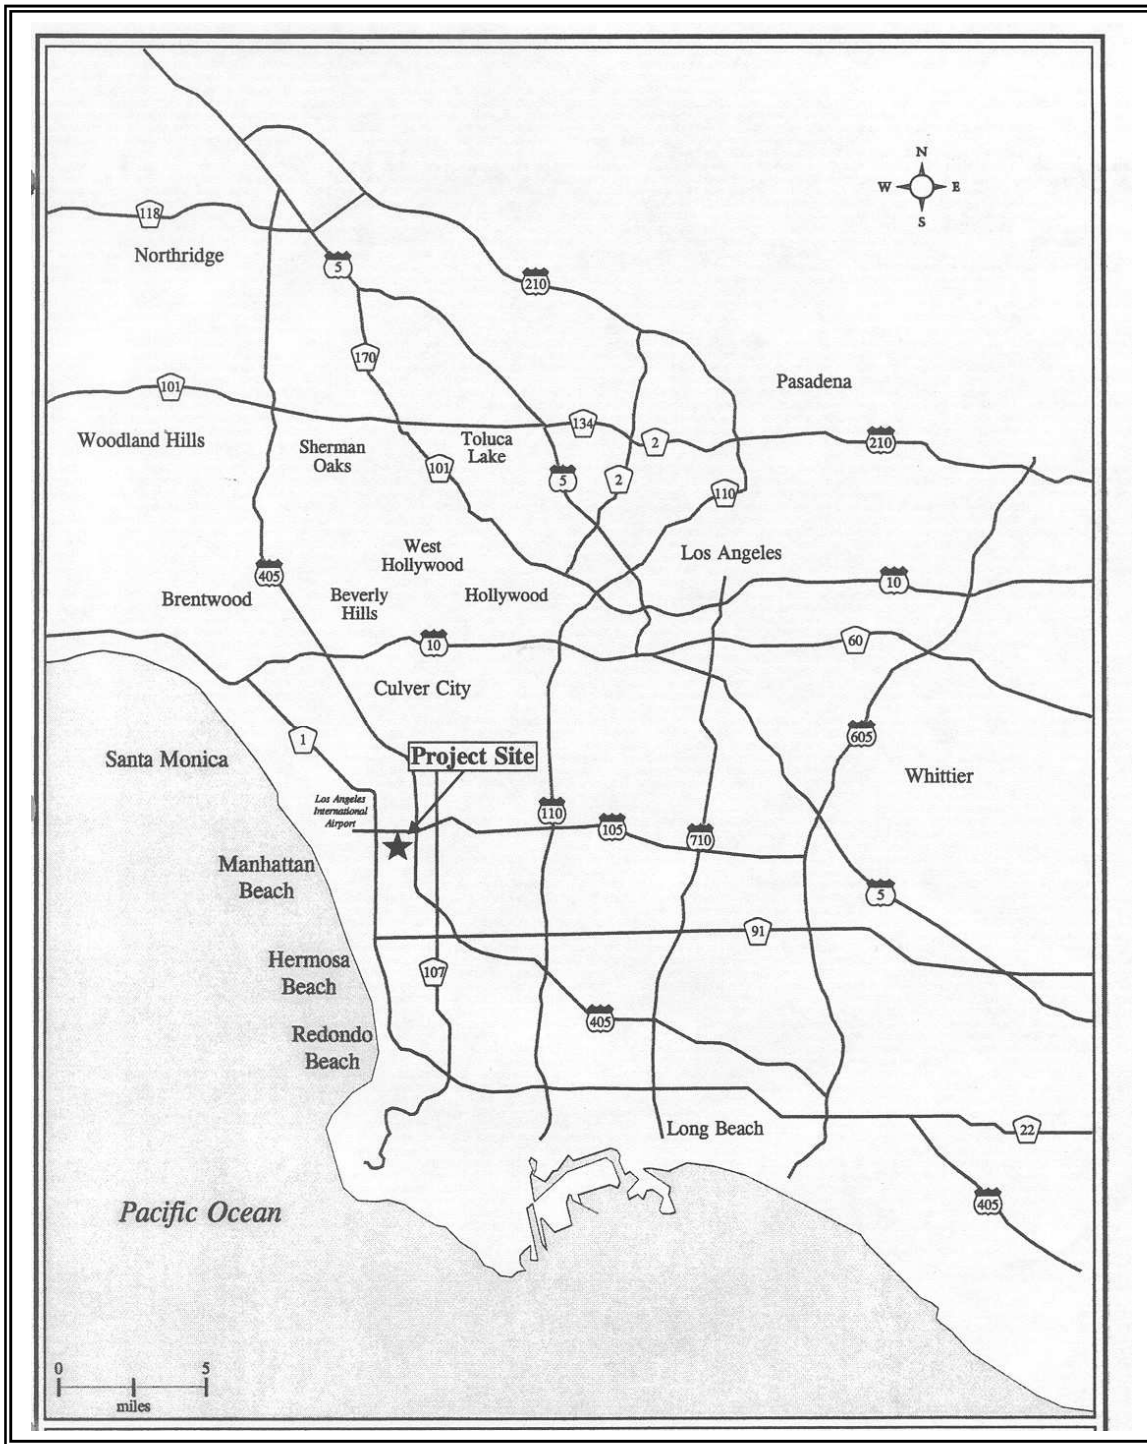 N
W E
S
118
Northridge
5
210
170
Pasadena
101
134
2
210
Woodland Hills
Sherman
Oaks
Toluca
Lake
101
5
2
110
West
Hollywood
Los Angeles
405
10
Brentwood
Beverly
Hills
Hollywood
10
60
Culver City
1
605
Santa Monica
Project Site
Whittier
Los Angeles
International
Airport
110
105
710
Manhattan
Beach
5
91
Hermosa
Beach
107
405
Redondo
Beach
Long Beach
22
405
Pacific Ocean
0 5
miles